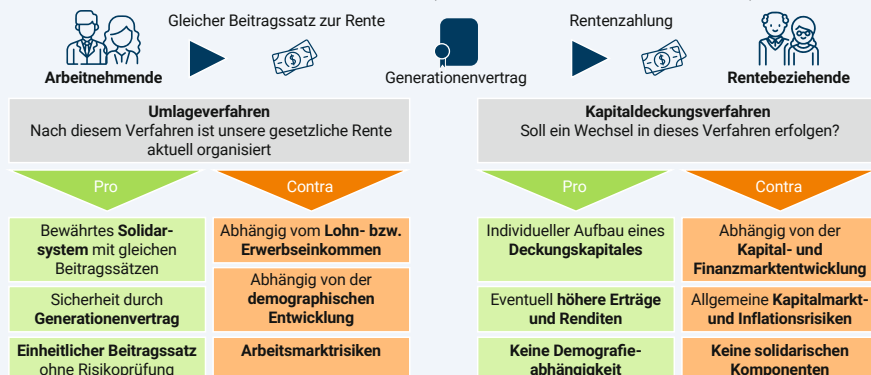 Gleicher Beitragssatz zur Rente
Rentenzahlung
Arbeitnehmende
Generationenvertrag
Rentebeziehende
Umlageverfahren
Nach diesem Verfahren ist unsere gesetzliche Rente
aktuell organisiert
Pro
Contra
Bewährtes Solidar-
system mit gleichen
Beitragssätzen
Abhängig vom Lohn- bzw.
Erwerbseinkommen
Abhängig von der
demographischen
Entwicklung
Sicherheit durch
Generationenvertrag
Einheitlicher Beitragssatz
ohne Risikoprüfung
Arbeitsmarktrisiken
Kapitaldeckungsverfahren
Soll ein Wechsel in dieses Verfahren erfolgen?
Pro
Contra
Individueller Aufbau eines
Deckungskapitales
Abhängig von der
Kapital- und
Finanzmarktentwicklung
Eventuell höhere Erträge
und Renditen
Allgemeine Kapitalmarkt-
und Inflationsrisiken
Keine Demografie-
abhängigkeit
Keine solidarischen
Komponenten